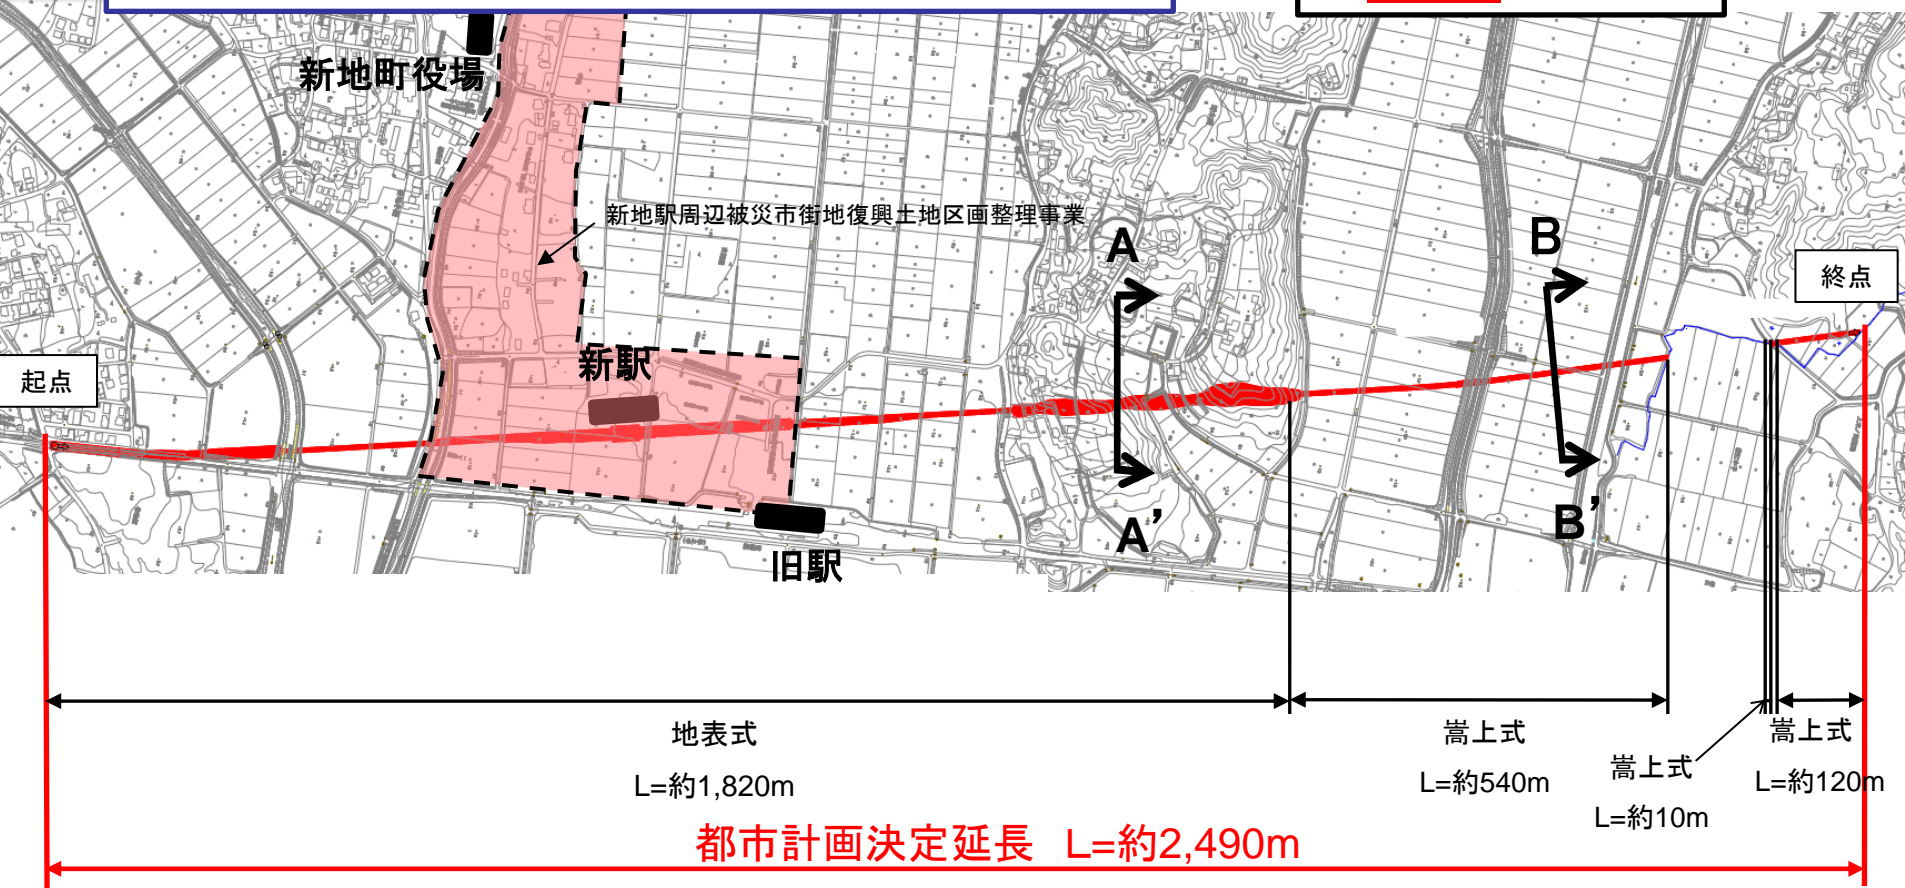 新地町役場
新地駅周辺被災市街地復興土地区画整理事業
A
B
終点
新駅
起点
A’
B’
旧駅
地表式
L=約1,820m
嵩上式
L=約540m
嵩上式
L=約10m
嵩上式
L=約120m
都市計画決定延長 L=約2,490m